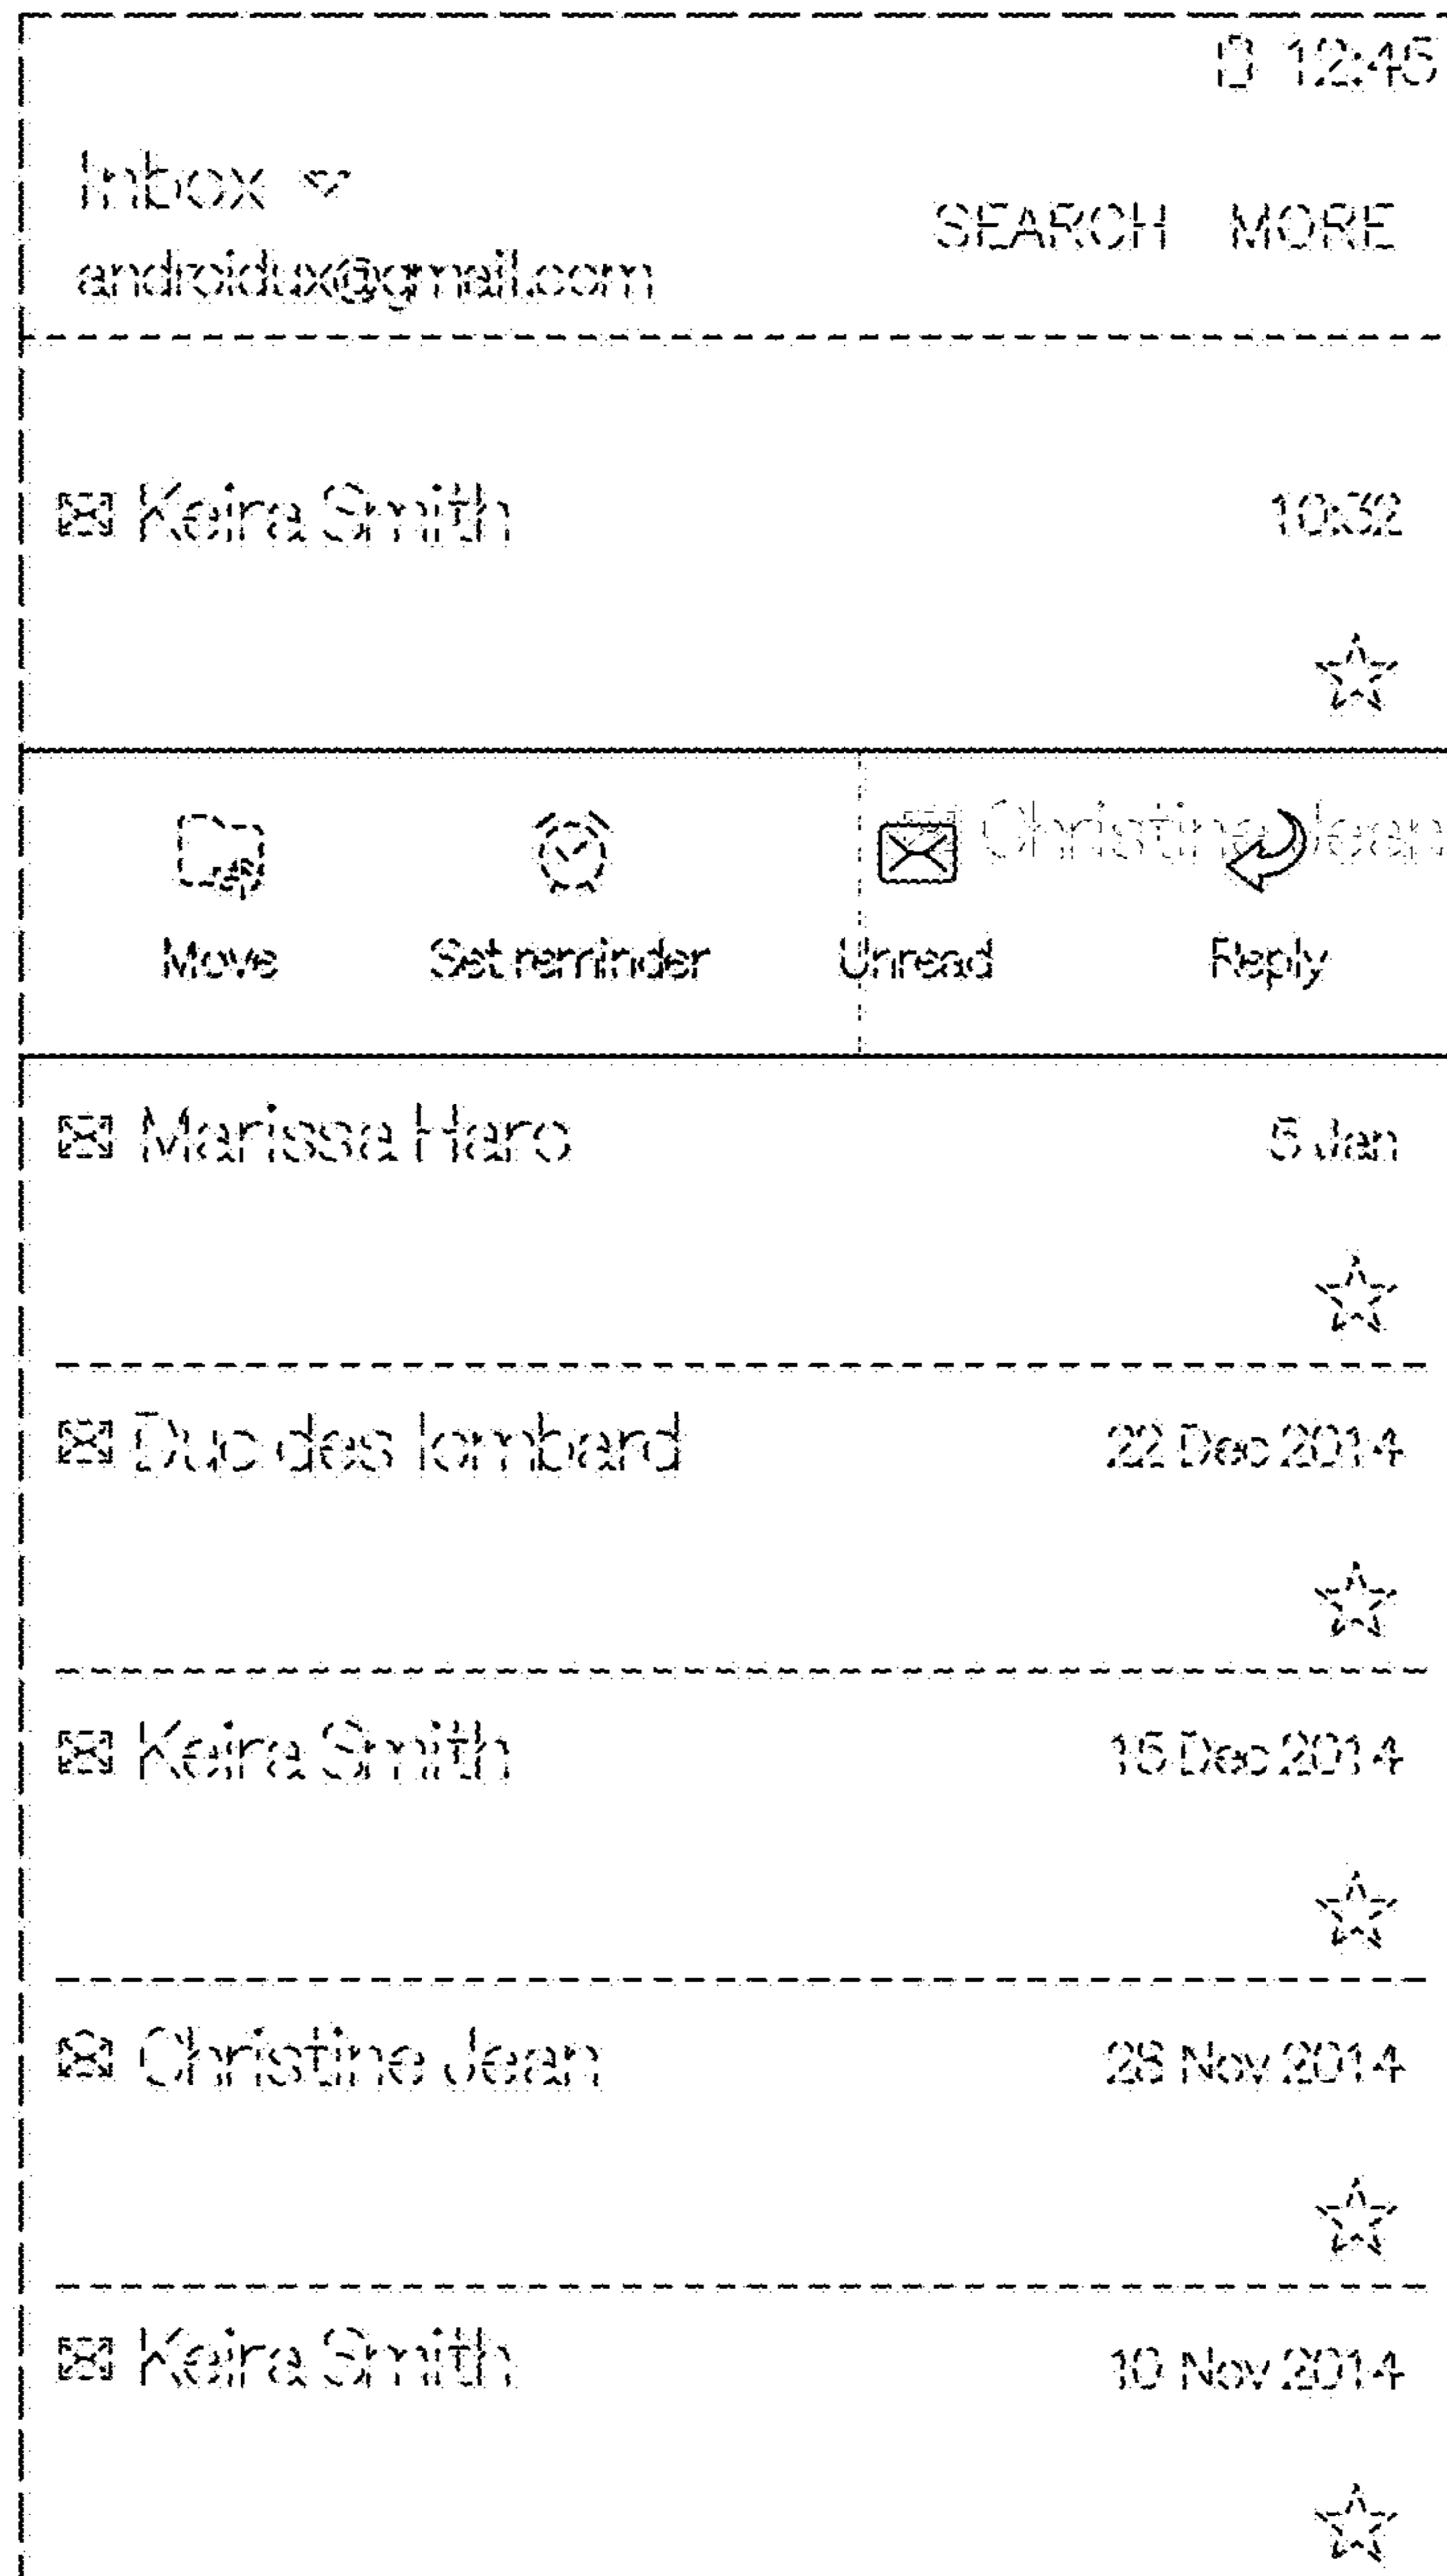 12:45
Inbox
SEARCH MORE
androidux@gmail.com
Keira Smith 10:32
Christine Jean
Move Set reminder Unread Reply
Marissa Haro 5 Jan
Duc des lombard 22 Dec 2014
Keira Smith 15 Dec 2014
Christine Jean 28 Nov 2014
Keira Smith 10 Nov 2014